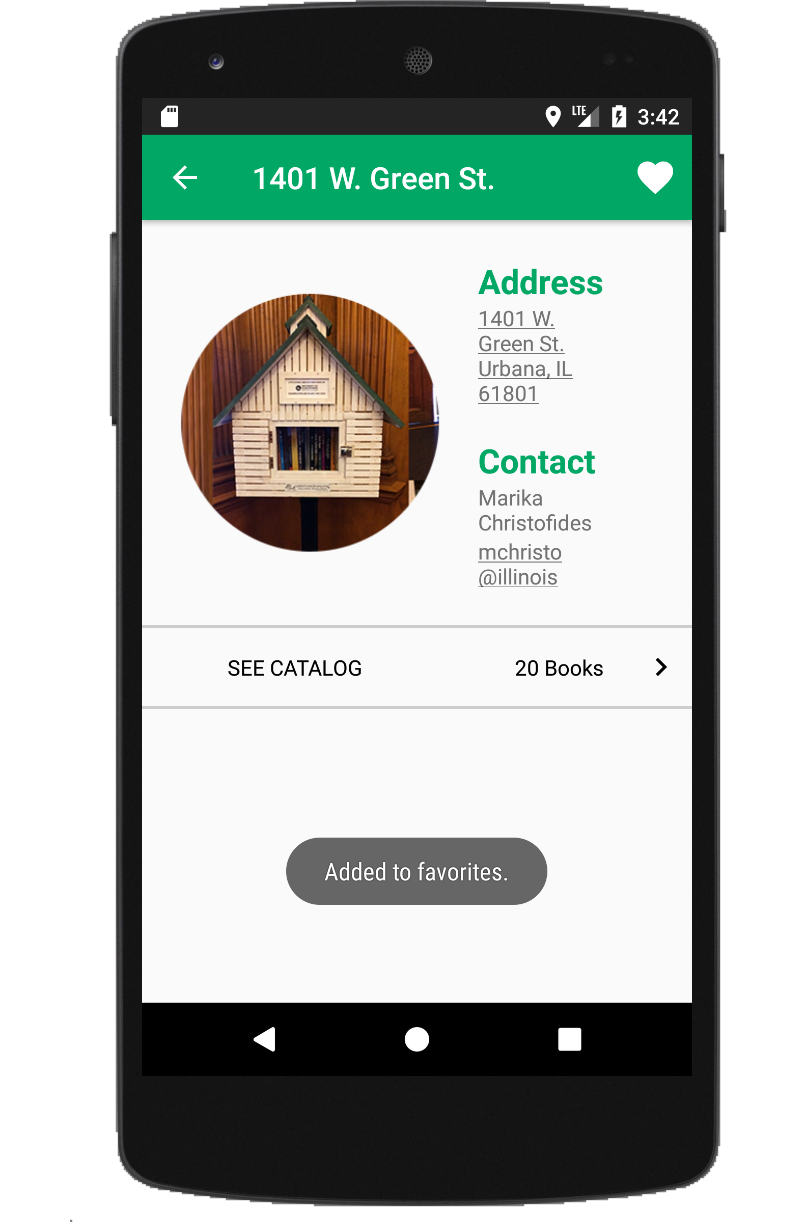 LTE 3:42
1401 W. Green St.
Address
1401 W.
Green St.
Urbana, IL
61801
Contact
Marika
Christofides
mchristo
@illinois
SEE CATALOG 20 Books
Added to favorites.